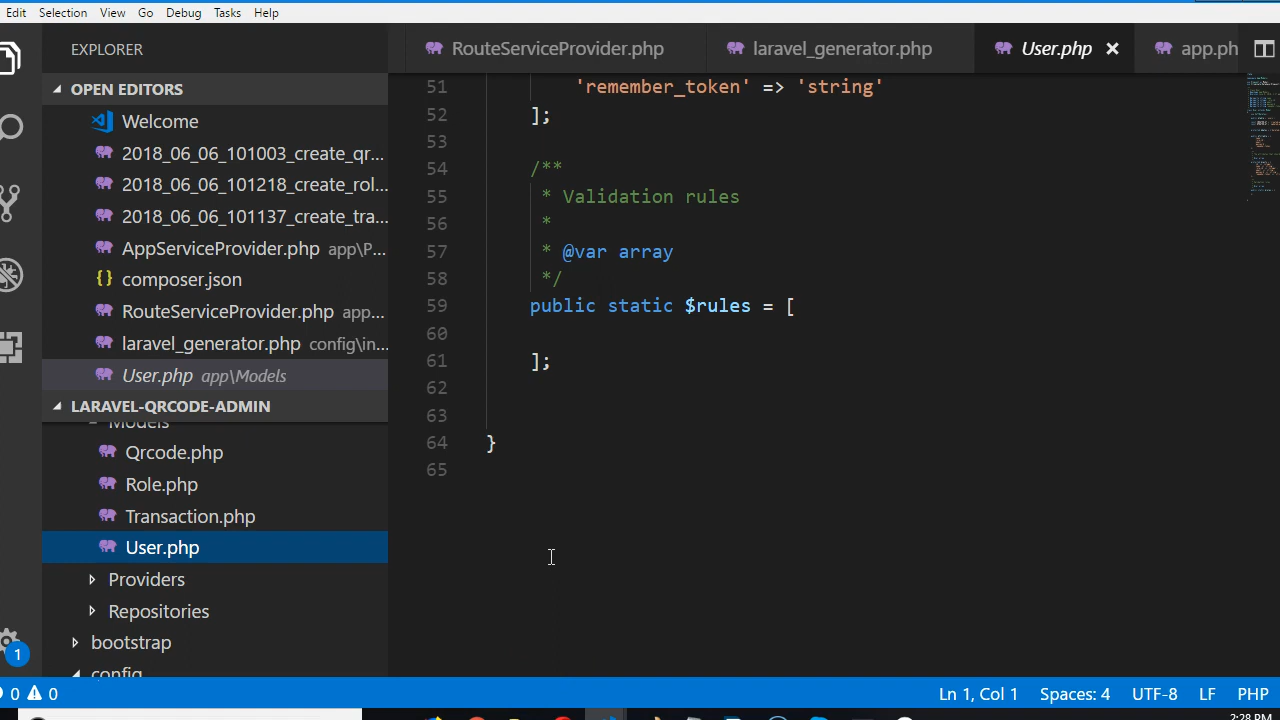 Edit Selection View Go Debug Tasks Help
EXPLORER
RouteServiceProvider.php laravel_generator.php User.php × app.ph
OPEN EDITORS
Welcome
2018_06_06_101003_create_qr...
2018_06_06_101218_create_rol...
2018_06_06_101137_create_tra...
AppServiceProvider.php app\P...
{} composer.json
RouteServiceProvider.php app...
laravel_generator.php config\in...
User.php app\Models
LARAVEL-QRCODE-ADMIN
Models
Qrcode.php
Role.php
Transaction.php
User.php
Providers
Repositories
bootstrap
config
51 'remember_token' => 'string'
52 ];
53
54 /**
55 * Validation rules
56 *
57 * @var array
58 */
59 public static $rules = [
60
61 ];
62
63
64 }
65
1
0 0 Ln 1, Col 1 Spaces: 4 UTF-8 LF PHP
2:28 PM